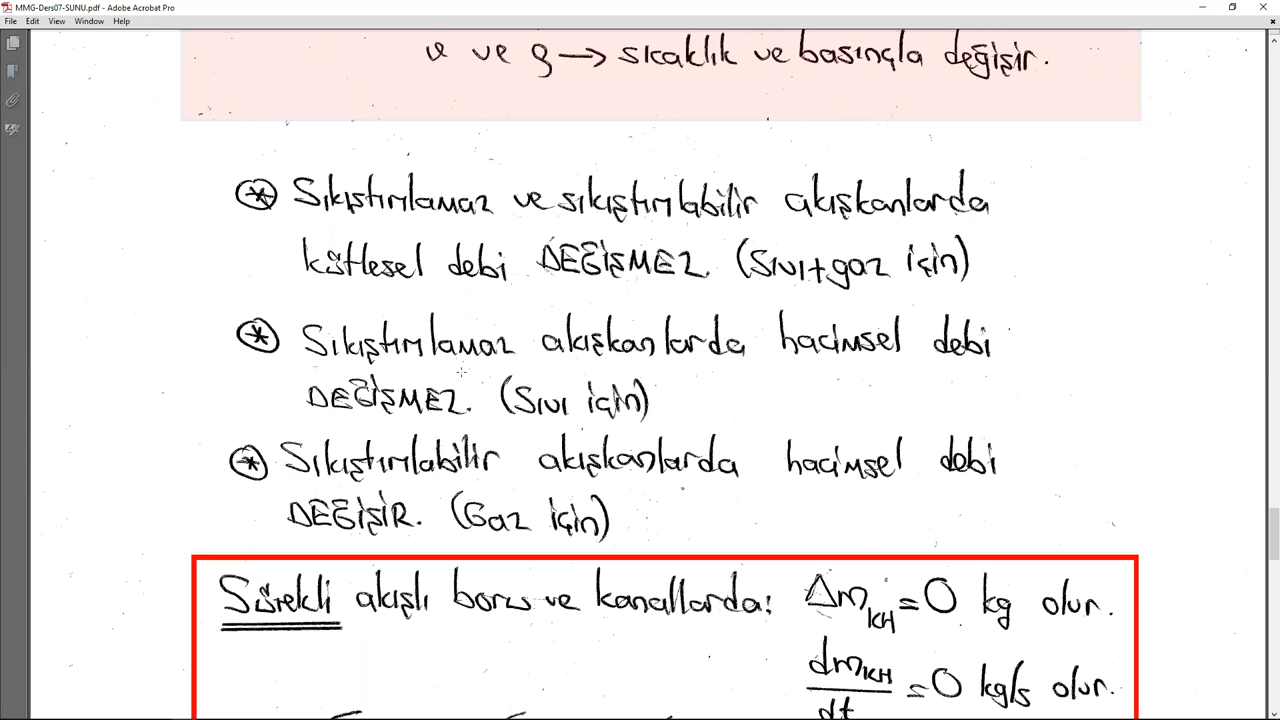 MMG-Ders07-SUNU.pdf - Adobe Acrobat Pro
File Edit View Window Help
v ve ϱ → sıcaklık ve basınçla değişir.
⊛ Sıkıştırılamaz ve sıkıştırılabilir akışkanlarda
kütlesel debi DEĞİŞMEZ. (Sıvı+gaz için)
⊛ Sıkıştırılamaz akışkanlarda hacimsel debi
DEĞİŞMEZ. (Sıvı için)
⊛ Sıkıştırılabilir akışkanlarda hacimsel debi
DEĞİŞİR. (Gaz için)
Sürekli akışlı boru ve kanallarda: Δm_KH = 0 kg olur.
dm_KH/dt = 0 kg/s olur.